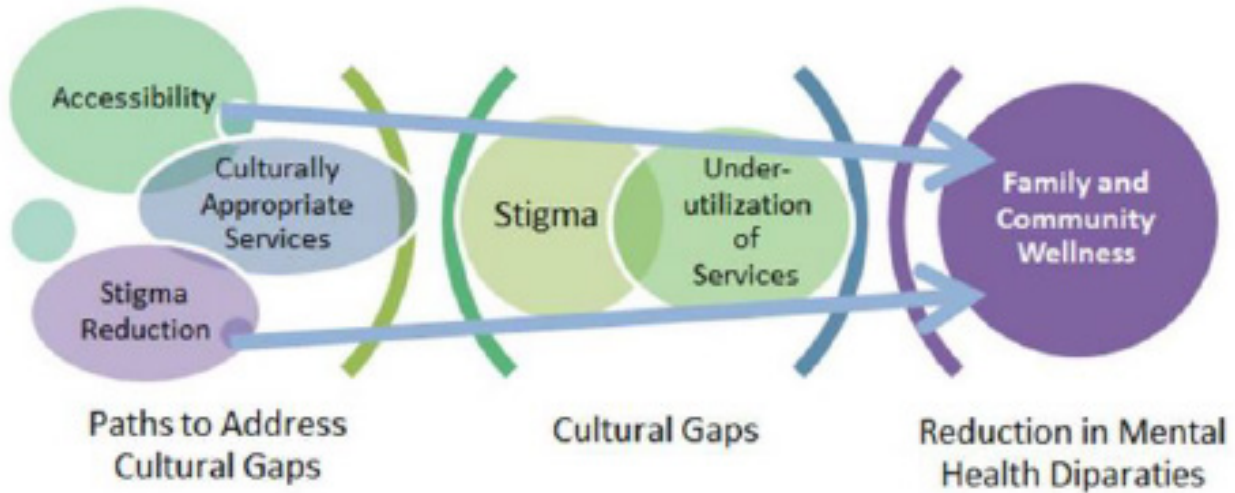 Accessibility
Culturally
Appropriate
Services
Stigma
Reduction
Paths to Address
Cultural Gaps
Stigma
Under-
utilization
of
Services
Cultural Gaps
Family and
Community
Wellness
Reduction in Mental
Health Diparaties